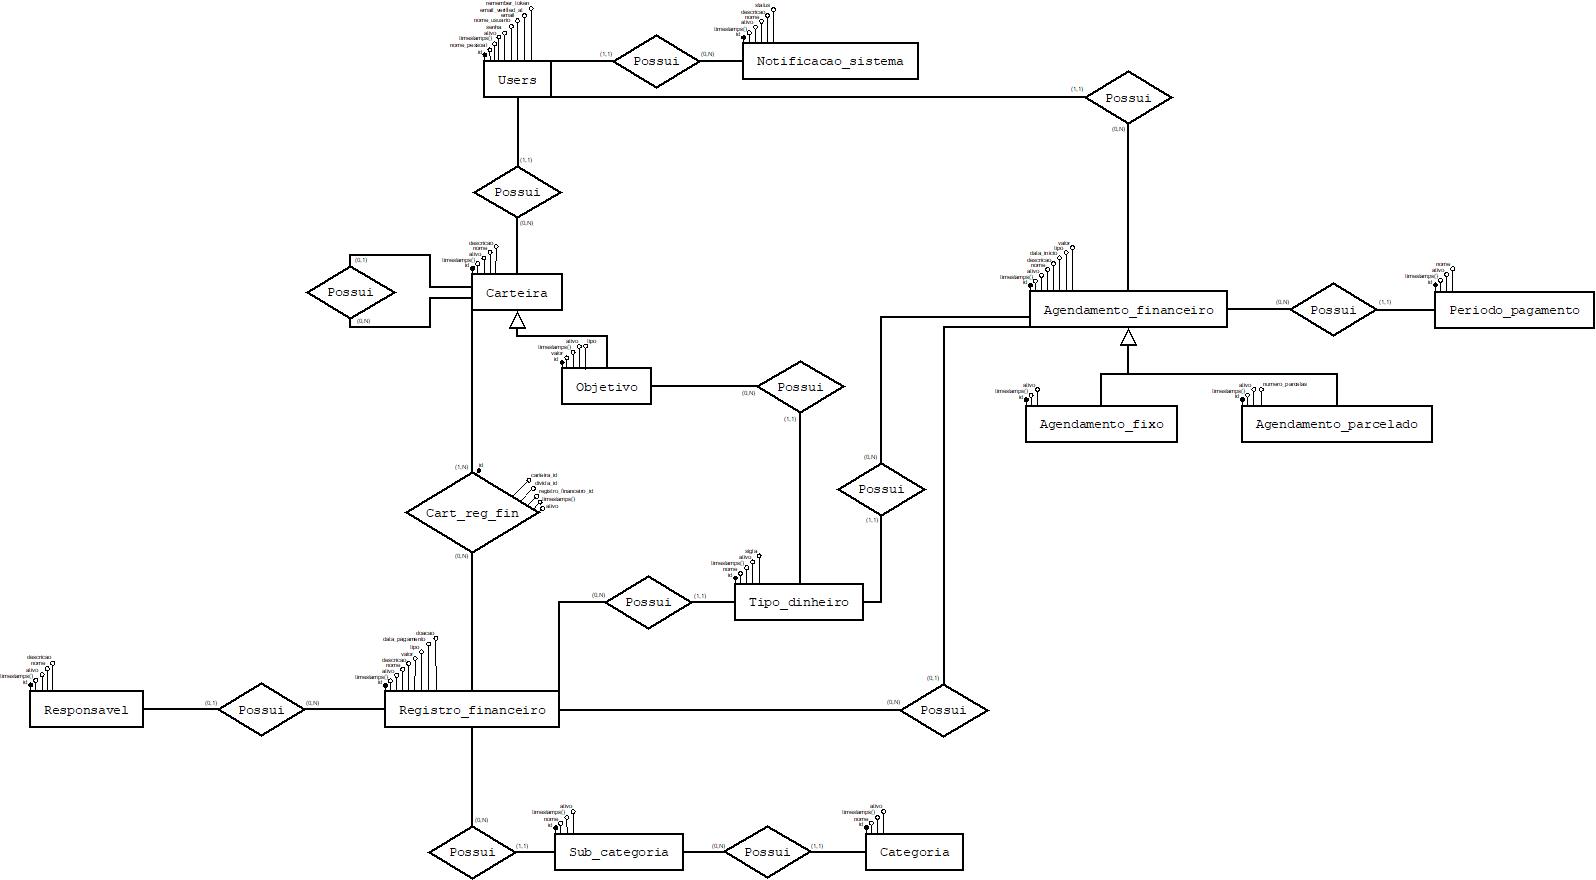 remember_token
email_verified_at
email
nome_usuario
senha
ativo
timestamps()
nome_pessoal
id
Users
(1,1)
Possui
(0,N)
status
descricao
nome
ativo
timestamps()
id
Notificacao_sistema
(1,1)
Possui
(0,N)
(1,1)
Possui
(0,N)
descricao
nome
ativo
timestamps()
id
Carteira
(0,1)
Possui
(0,N)
valor
tipo
data_inicio
descricao
nome
ativo
timestamps()
id
Agendamento_financeiro
(0,N)
Possui
(1,1)
nome
ativo
timestamps()
id
Periodo_pagamento
ativo
tipo
timestamps()
valor
id
Objetivo
(0,N)
Possui
(1,1)
ativo
timestamps()
id
Agendamento_fixo
ativo
numero_parcelas
timestamps()
id
Agendamento_parcelado
(0,N)
Possui
(1,1)
(1,N)
id
carteira_id
divida_id
registro_financeiro_id
timestamps()
ativo
Cart_reg_fin
(0,N)
(0,N)
Possui
(1,1)
sigla
ativo
timestamps()
nome
id
Tipo_dinheiro
descricao
nome
ativo
timestamps()
id
Responsavel
(0,1)
Possui
(0,N)
doacao
data_pagamento
tipo
valor
descricao
nome
ativo
timestamps()
id
Registro_financeiro
(0,N)
(0,1)
Possui
(0,N)
Possui
(1,1)
ativo
timestamps()
nome
id
Sub_categoria
(0,N)
Possui
(1,1)
ativo
timestamps()
nome
id
Categoria